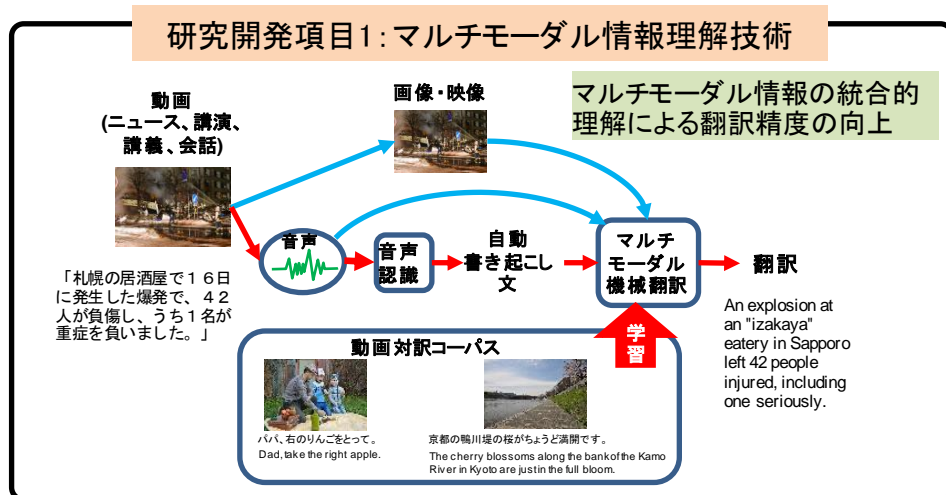 研究開発項目1：マルチモーダル情報理解技術
マルチモーダル情報の統合的
理解による翻訳精度の向上
動画
(ニュース、講演、
講義、会話)
画像・映像
「札幌の居酒屋で１６日
に発生した爆発で、４２
人が負傷し、うち１名が
重症を負いました。」
音声
音声
認識
自動
書き起こし
文
マルチ
モーダル
機械翻訳
翻訳
An explosion at
an "izakaya"
eatery in Sapporo
left 42 people
injured, including
one seriously.
学
習
動画対訳コーパス
パパ、右のりんごをとって。
Dad, take the right apple.
京都の鴨川堤の桜がちょうど満開です。
The cherry blossoms along the bank of the Kamo
River in Kyoto are just in the full bloom.